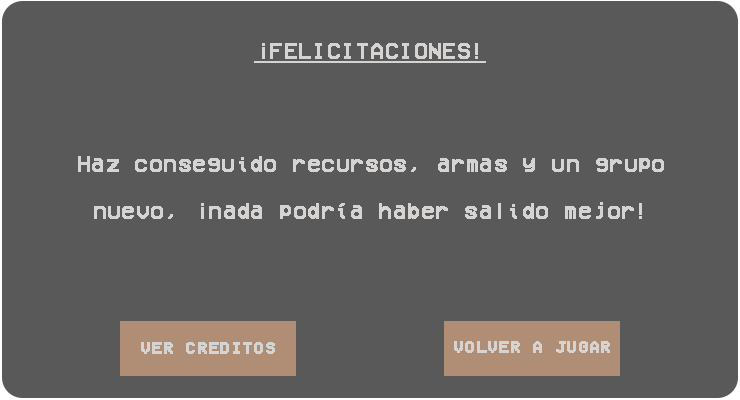 ¡FELICITACIONES!
Haz conseguido recursos, armas y un grupo
nuevo, ¡nada podría haber salido mejor!
VER CREDITOS
VOLVER A JUGAR